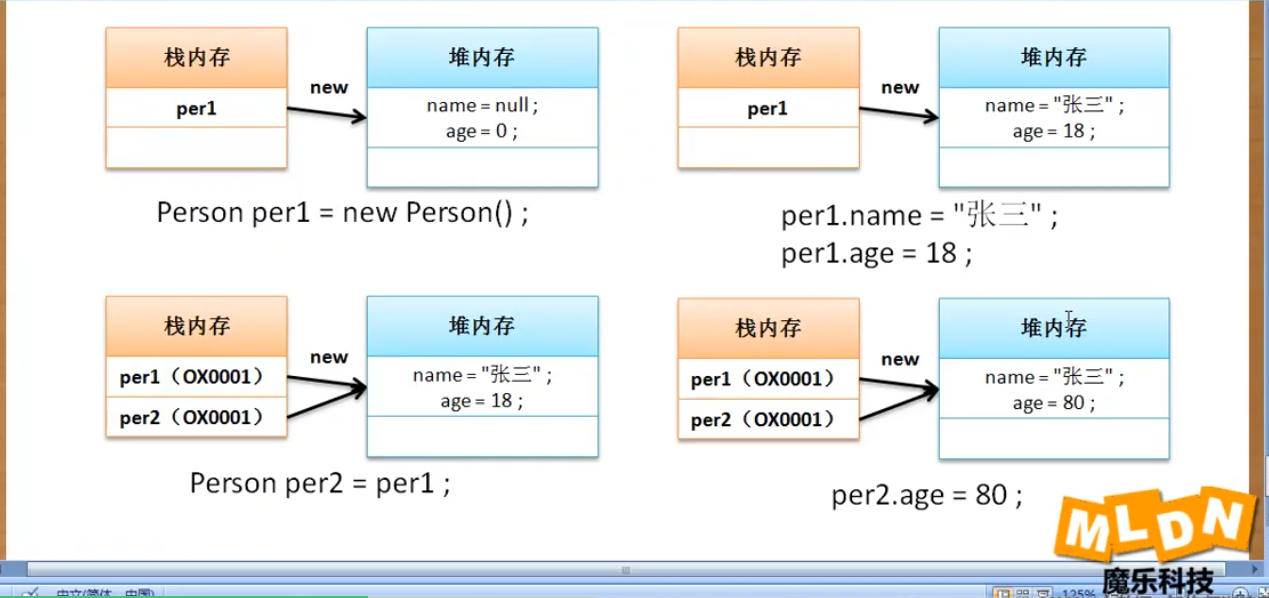 栈内存
堆内存
new
per1
name = null ;
age = 0 ;
Person per1 = new Person() ;
栈内存
堆内存
new
per1
name = "张三" ;
age = 18 ;
per1.name = "张三" ;
per1.age = 18 ;
栈内存
堆内存
new
per1（OX0001）
per2（OX0001）
name = "张三" ;
age = 18 ;
Person per2 = per1 ;
栈内存
堆内存
new
per1（OX0001）
per2（OX0001）
name = "张三" ;
age = 80 ;
per2.age = 80 ;
MLDN
魔乐科技
中文(简体，中国)
125%